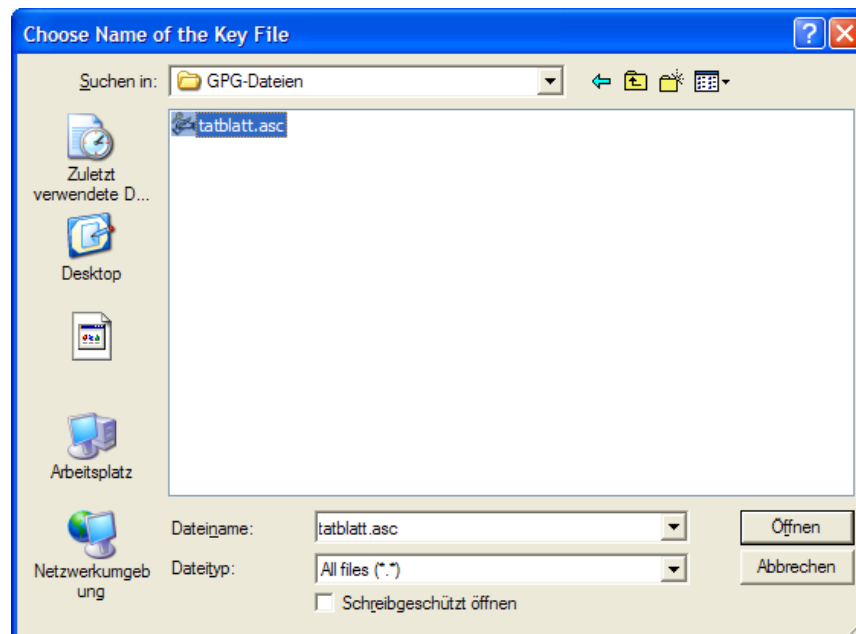 Choose Name of the Key File
Suchen in:
GPG-Dateien
tatblatt.asc
Zuletzt
verwendete D...
Desktop
Arbeitsplatz
Netzwerkumgeb
ung
Dateiname:
tatblatt.asc
Öffnen
Dateityp:
All files (*.*)
Abbrechen
Schreibgeschützt öffnen